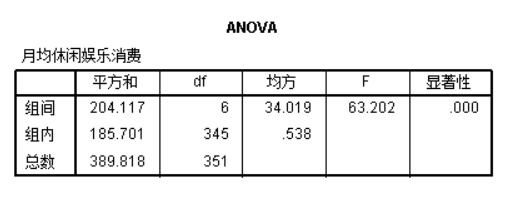 ANOVA
月均休闲娱乐消费
平方和 df 均方 F 显著性
组间 204.117 6 34.019 63.202 .000
组内 185.701 345 .538
总数 389.818 351